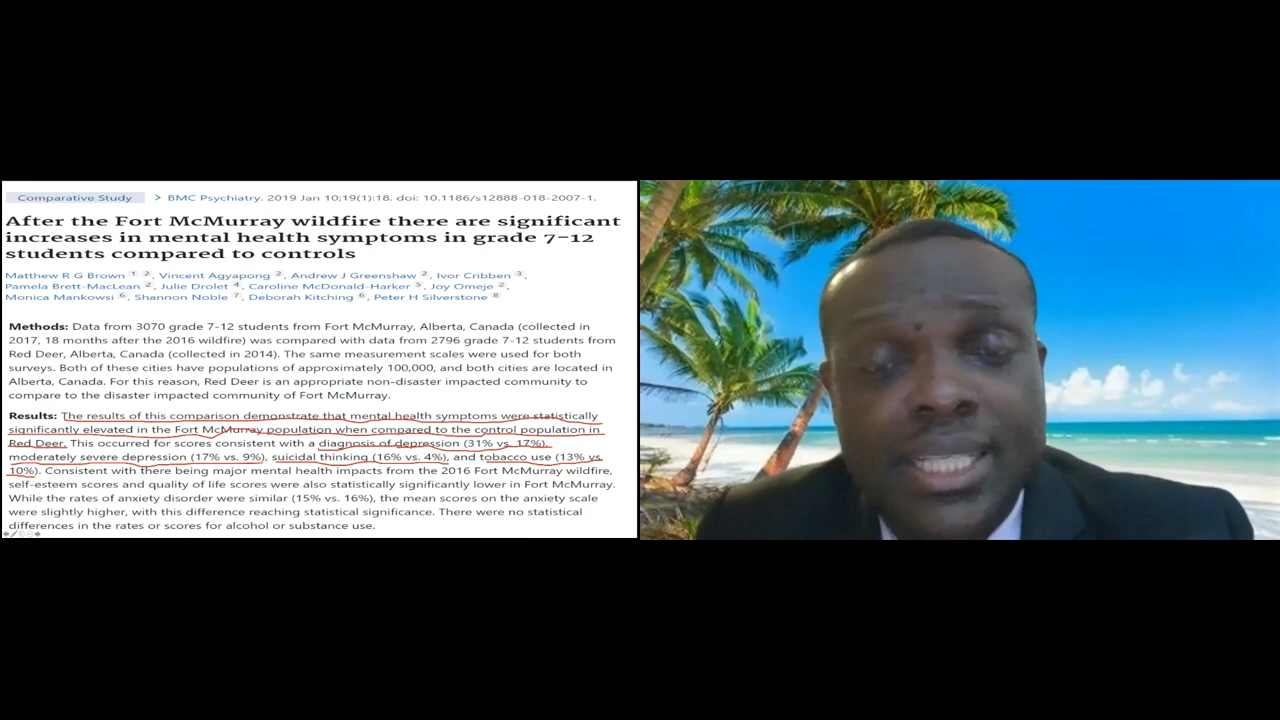 Comparative Study > BMC Psychiatry. 2019 Jan 10;19(1):18. doi: 10.1186/s12888-018-2007-1.
After the Fort McMurray wildfire there are significant
increases in mental health symptoms in grade 7–12
students compared to controls
Matthew R G Brown 1 2, Vincent Agyapong 2, Andrew J Greenshaw 2, Ivor Cribben 3,
Pamela Brett-MacLean 2, Julie Drolet 4, Caroline McDonald-Harker 5, Joy Omeje 2,
Monica Mankowsi 6, Shannon Noble 7, Deborah Kitching 6, Peter H Silverstone 8
Methods: Data from 3070 grade 7-12 students from Fort McMurray, Alberta, Canada (collected in
2017, 18 months after the 2016 wildfire) was compared with data from 2796 grade 7-12 students from
Red Deer, Alberta, Canada (collected in 2014). The same measurement scales were used for both
surveys. Both of these cities have populations of approximately 100,000, and both cities are located in
Alberta, Canada. For this reason, Red Deer is an appropriate non-disaster impacted community to
compare to the disaster impacted community of Fort McMurray.
Results: The results of this comparison demonstrate that mental health symptoms were statistically
significantly elevated in the Fort McMurray population when compared to the control population in
Red Deer. This occurred for scores consistent with a diagnosis of depression (31% vs. 17%),
moderately severe depression (17% vs. 9%), suicidal thinking (16% vs. 4%), and tobacco use (13% vs.
10%). Consistent with there being major mental health impacts from the 2016 Fort McMurray wildfire,
self-esteem scores and quality of life scores were also statistically significantly lower in Fort McMurray.
While the rates of anxiety disorder were similar (15% vs. 16%), the mean scores on the anxiety scale
were slightly higher, with this difference reaching statistical significance. There were no statistical
differences in the rates or scores for alcohol or substance use.